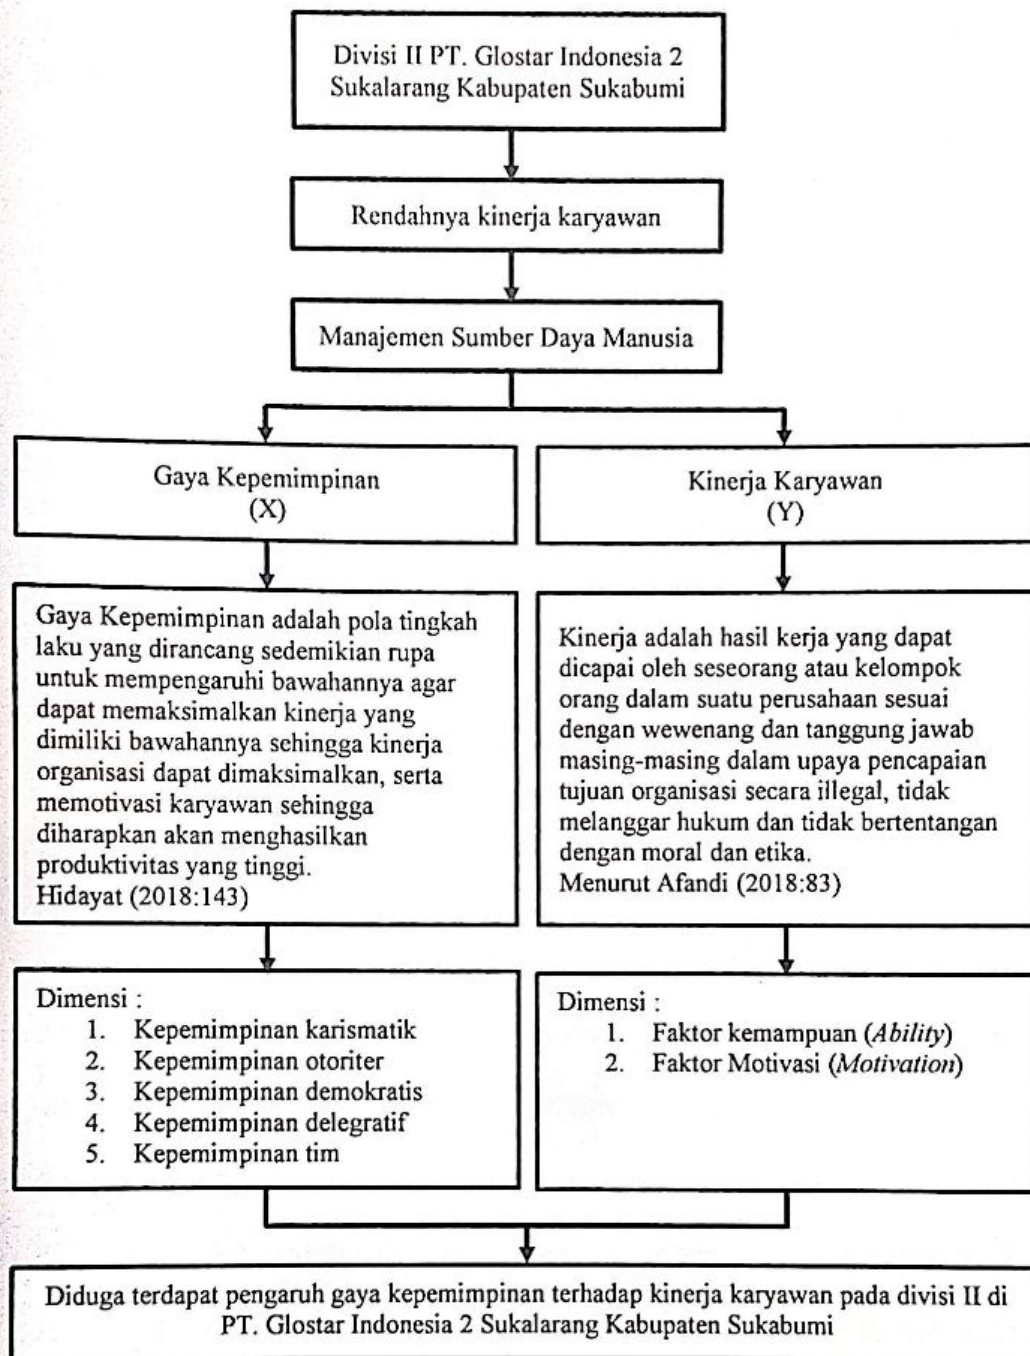 Divisi II PT. Glostar Indonesia 2
Sukalarang Kabupaten Sukabumi
Rendahnya kinerja karyawan
Manajemen Sumber Daya Manusia
Gaya Kepemimpinan
(X)
Kinerja Karyawan
(Y)
Gaya Kepemimpinan adalah pola tingkah
laku yang dirancang sedemikian rupa
untuk mempengaruhi bawahannya agar
dapat memaksimalkan kinerja yang
dimiliki bawahannya sehingga kinerja
organisasi dapat dimaksimalkan, serta
memotivasi karyawan sehingga
diharapkan akan menghasilkan
produktivitas yang tinggi.
Hidayat (2018:143)
Kinerja adalah hasil kerja yang dapat
dicapai oleh seseorang atau kelompok
orang dalam suatu perusahaan sesuai
dengan wewenang dan tanggung jawab
masing-masing dalam upaya pencapaian
tujuan organisasi secara illegal, tidak
melanggar hukum dan tidak bertentangan
dengan moral dan etika.
Menurut Afandi (2018:83)
Dimensi :
1. Kepemimpinan karismatik
2. Kepemimpinan otoriter
3. Kepemimpinan demokratis
4. Kepemimpinan delegratif
5. Kepemimpinan tim
Dimensi :
1. Faktor kemampuan (Ability)
2. Faktor Motivasi (Motivation)
Diduga terdapat pengaruh gaya kepemimpinan terhadap kinerja karyawan pada divisi II di
PT. Glostar Indonesia 2 Sukalarang Kabupaten Sukabumi